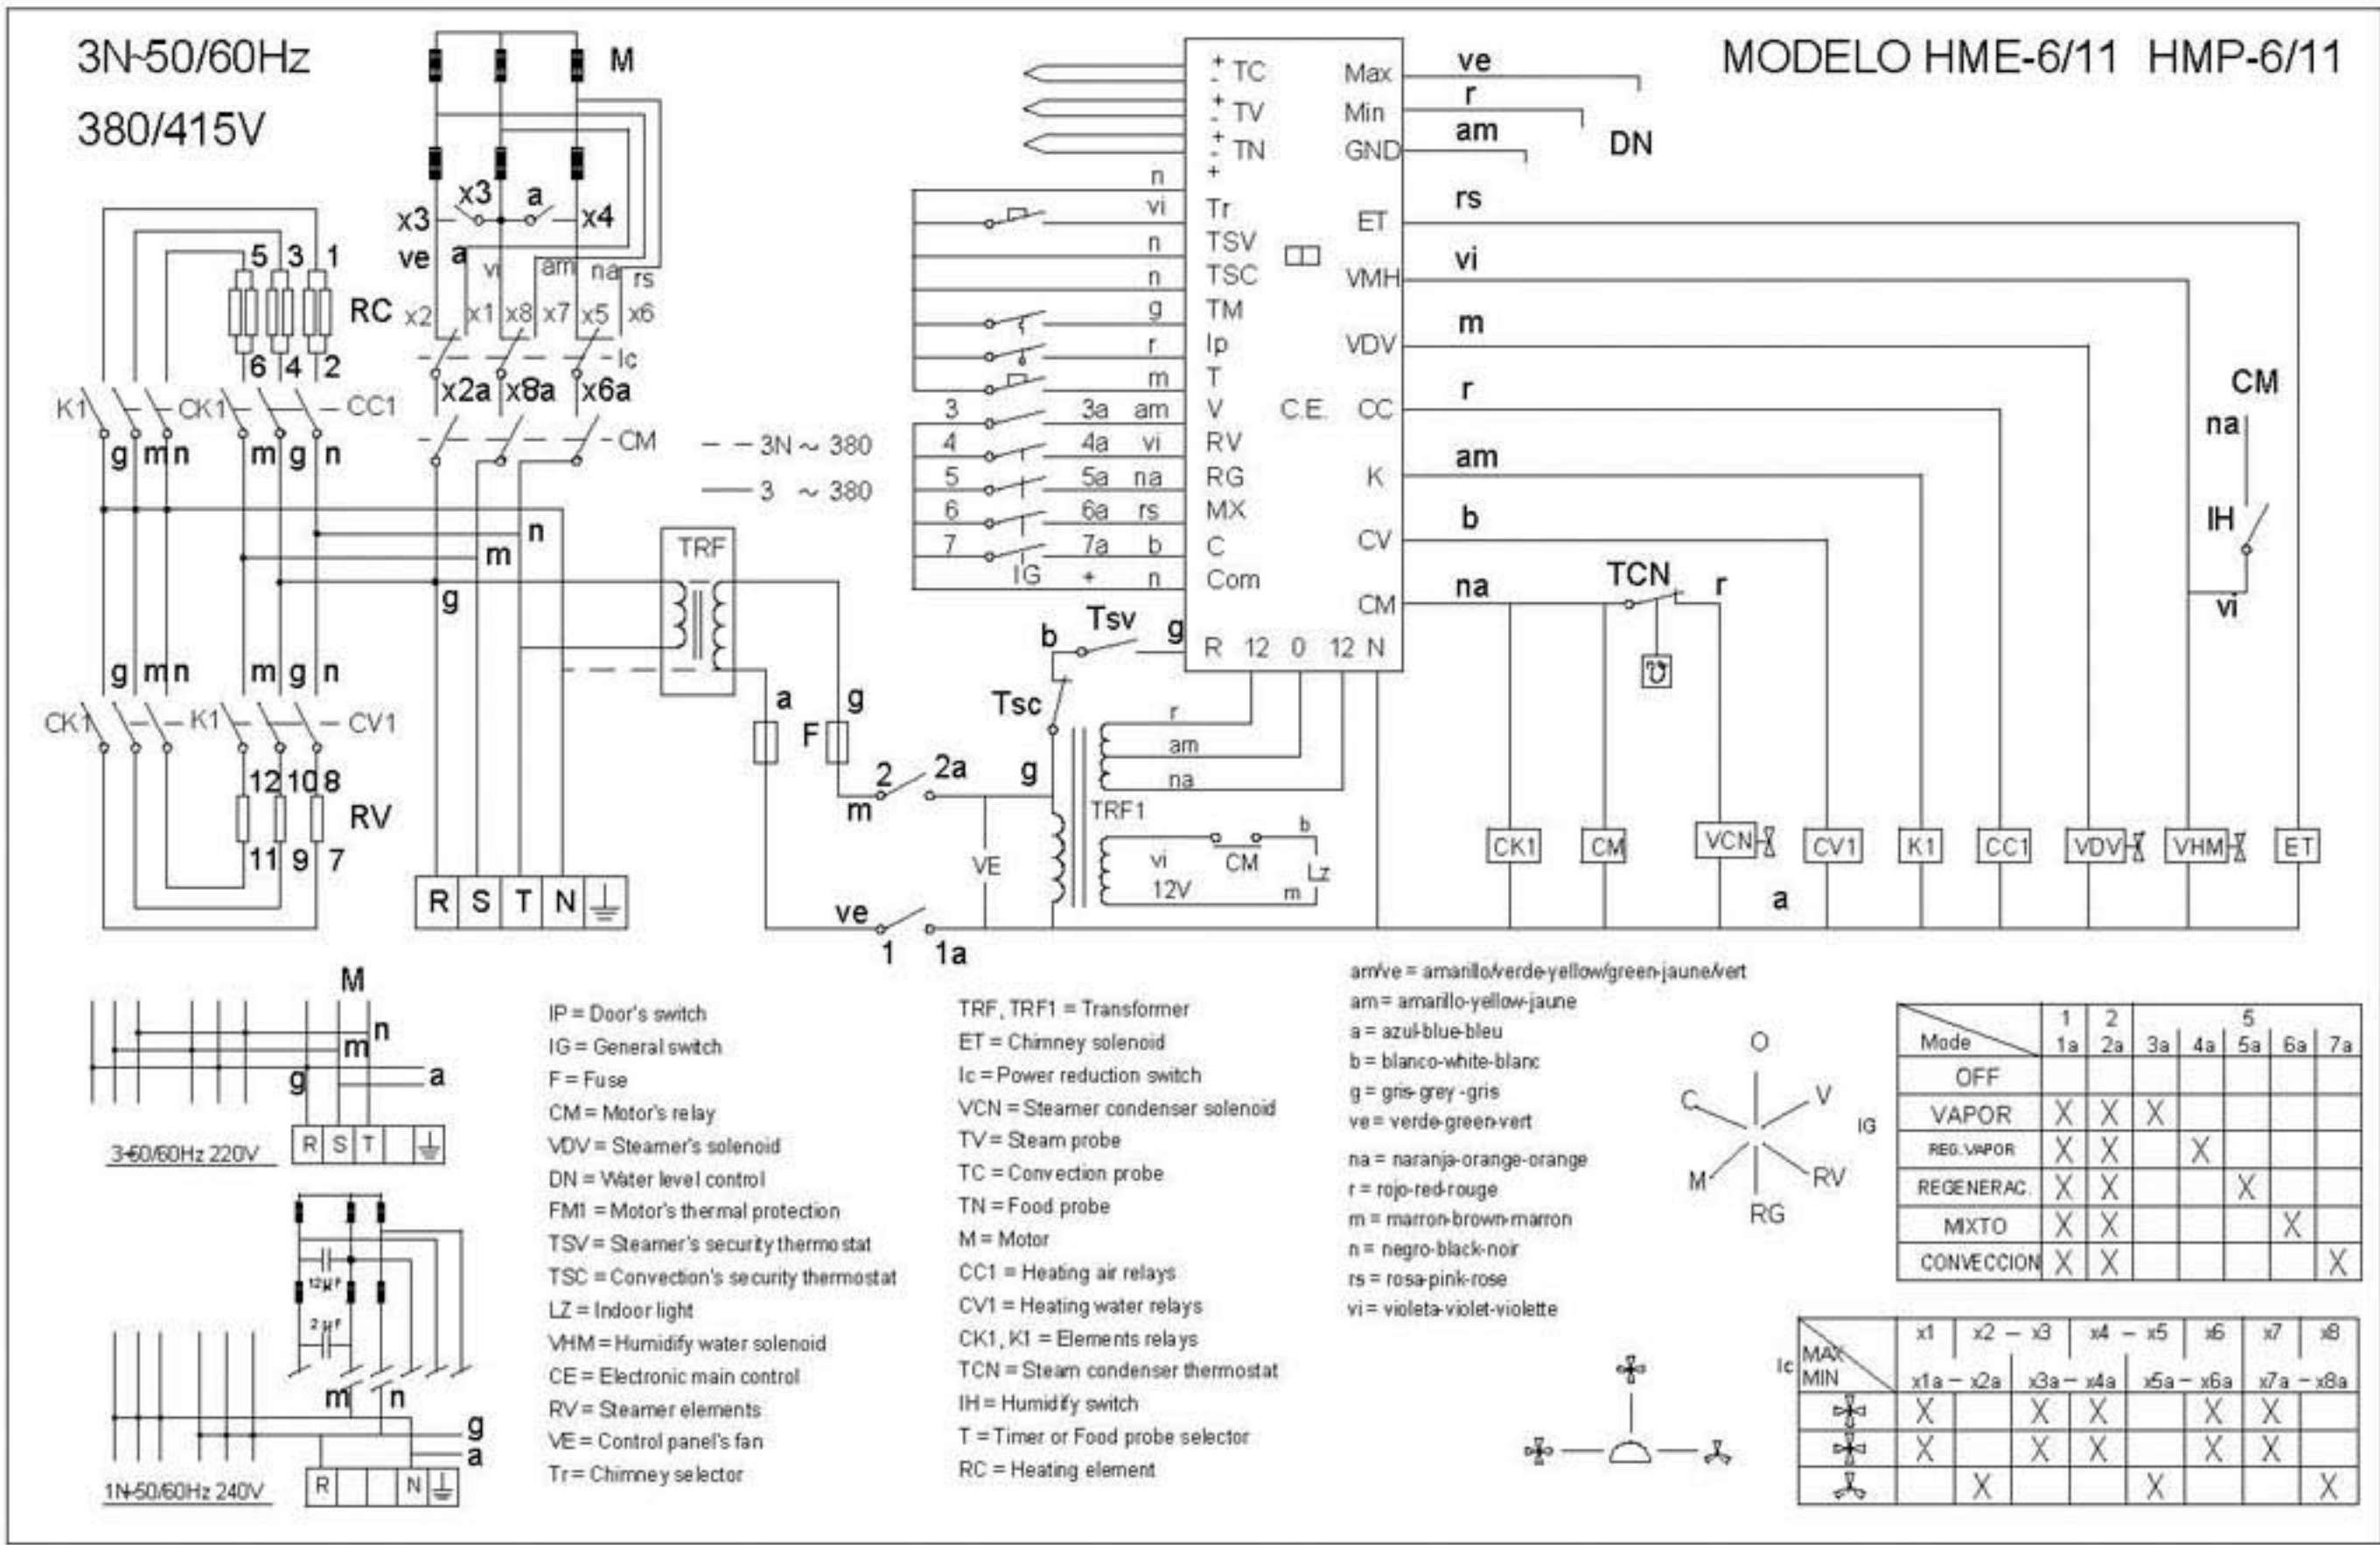 3N~50/60Hz
380/415V
MODELO HME-6/11 HMP-6/11
M
x3 a
x3 x4
ve a vi am na rs
x2 x1 x8 x7 x5 x6
Ic
x2a x8a x6a
CM
5 3 1
RC
6 4 2
K1 CK1 CC1
g m n m g n
n
m
g
g m n m g n
CK1 K1 CV1
12 10 8
RV
11 9 7
R S T N
3N ~ 380
3 ~ 380
TRF
a g
F
2 2a g
m
VE
ve
1 1a
b Tsv g
Tsc
TRF1
r
am
na
vi CM b
12V m Lz
+ - TC Max ve
+ - TV Min r
+ - TN GND am
DN
n +
vi Tr
n TSV
n TSC
g TM
r Ip
m T
3 3a am V
4 4a vi RV
5 5a na RG
6 6a rs MX
7 7a b C
IG + n Com
C.E.
R 12 0 12 N
ET rs
VMH vi
VDV m
CC r
K am
CV b
CM na
TCN r
CM
na
IH
vi
CK1 CM VCN CV1 K1 CC1 VDV VHM ET
a
M
n
m
g a
R S T
3~60/60Hz 220V
12µF
2µF
m n
g
a
R N
1N~50/60Hz 240V
IP = Door's switch
IG = General switch
F = Fuse
CM = Motor's relay
VDV = Steamer's solenoid
DN = Water level control
FM1 = Motor's thermal protection
TSV = Steamer's security thermostat
TSC = Convection's security thermostat
LZ = Indoor light
VHM = Humidify water solenoid
CE = Electronic main control
RV = Steamer elements
VE = Control panel's fan
Tr = Chimney selector
TRF, TRF1 = Transformer
ET = Chimney solenoid
Ic = Power reduction switch
VCN = Steamer condenser solenoid
TV = Steam probe
TC = Convection probe
TN = Food probe
M = Motor
CC1 = Heating air relays
CV1 = Heating water relays
CK1, K1 = Elements relays
TCN = Steam condenser thermostat
IH = Humidify switch
T = Timer or Food probe selector
RC = Heating element
am/ve = amarillo/verde-yellow/green-jaune/vert
am = amarillo-yellow-jaune
a = azul-blue-bleu
b = blanco-white-blanc
g = gris-grey-gris
ve = verde-green-vert
na = naranja-orange-orange
r = rojo-red-rouge
m = marron-brown-marron
n = negro-black-noir
rs = rosa-pink-rose
vi = violeta-violet-violette
O
C V
IG
M RV
RG
1 2 5
Mode 1a 2a 3a 4a 5a 6a 7a
OFF
VAPOR X X X
REG.VAPOR X X X
REGENERAC. X X X
MIXTO X X X
CONVECCION X X X
x1 x2 - x3 x4 - x5 x6 x7 x8
Ic MAX
MIN x1a - x2a x3a - x4a x5a - x6a x7a - x8a
X X X X X
X X X X X
X X X